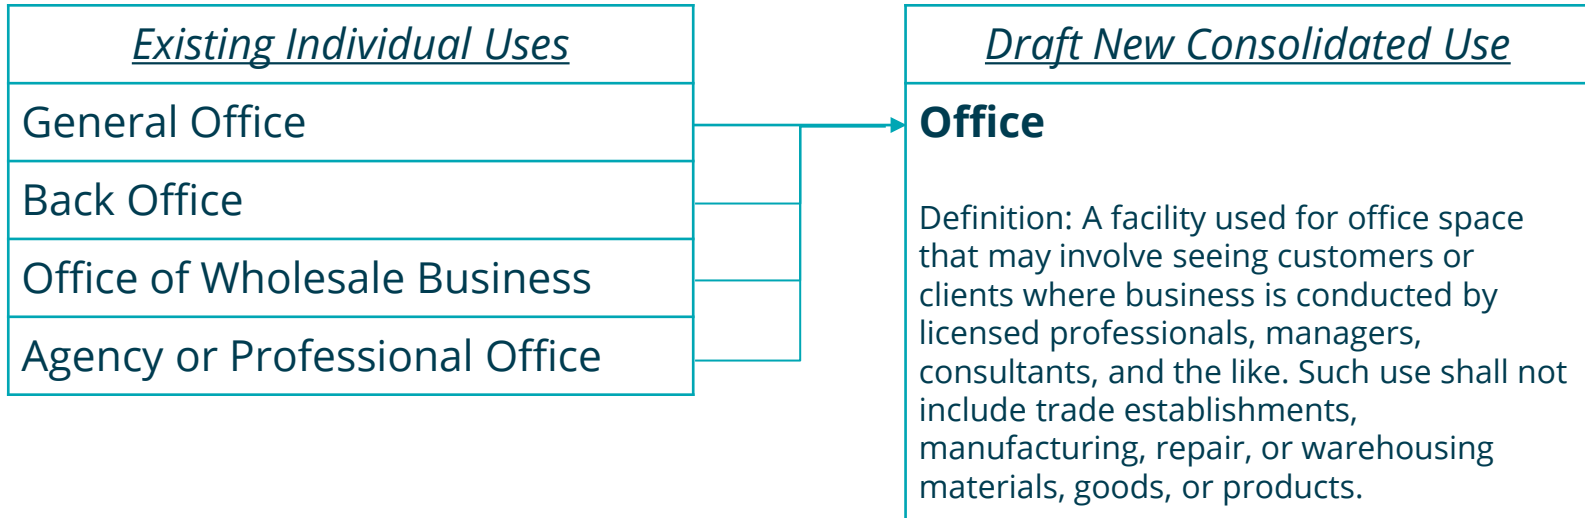 Existing Individual Uses
General Office
Back Office
Office of Wholesale Business
Agency or Professional Office
Draft New Consolidated Use
Office
Definition: A facility used for office space
that may involve seeing customers or
clients where business is conducted by
licensed professionals, managers,
consultants, and the like. Such use shall not
include trade establishments,
manufacturing, repair, or warehousing
materials, goods, or products.